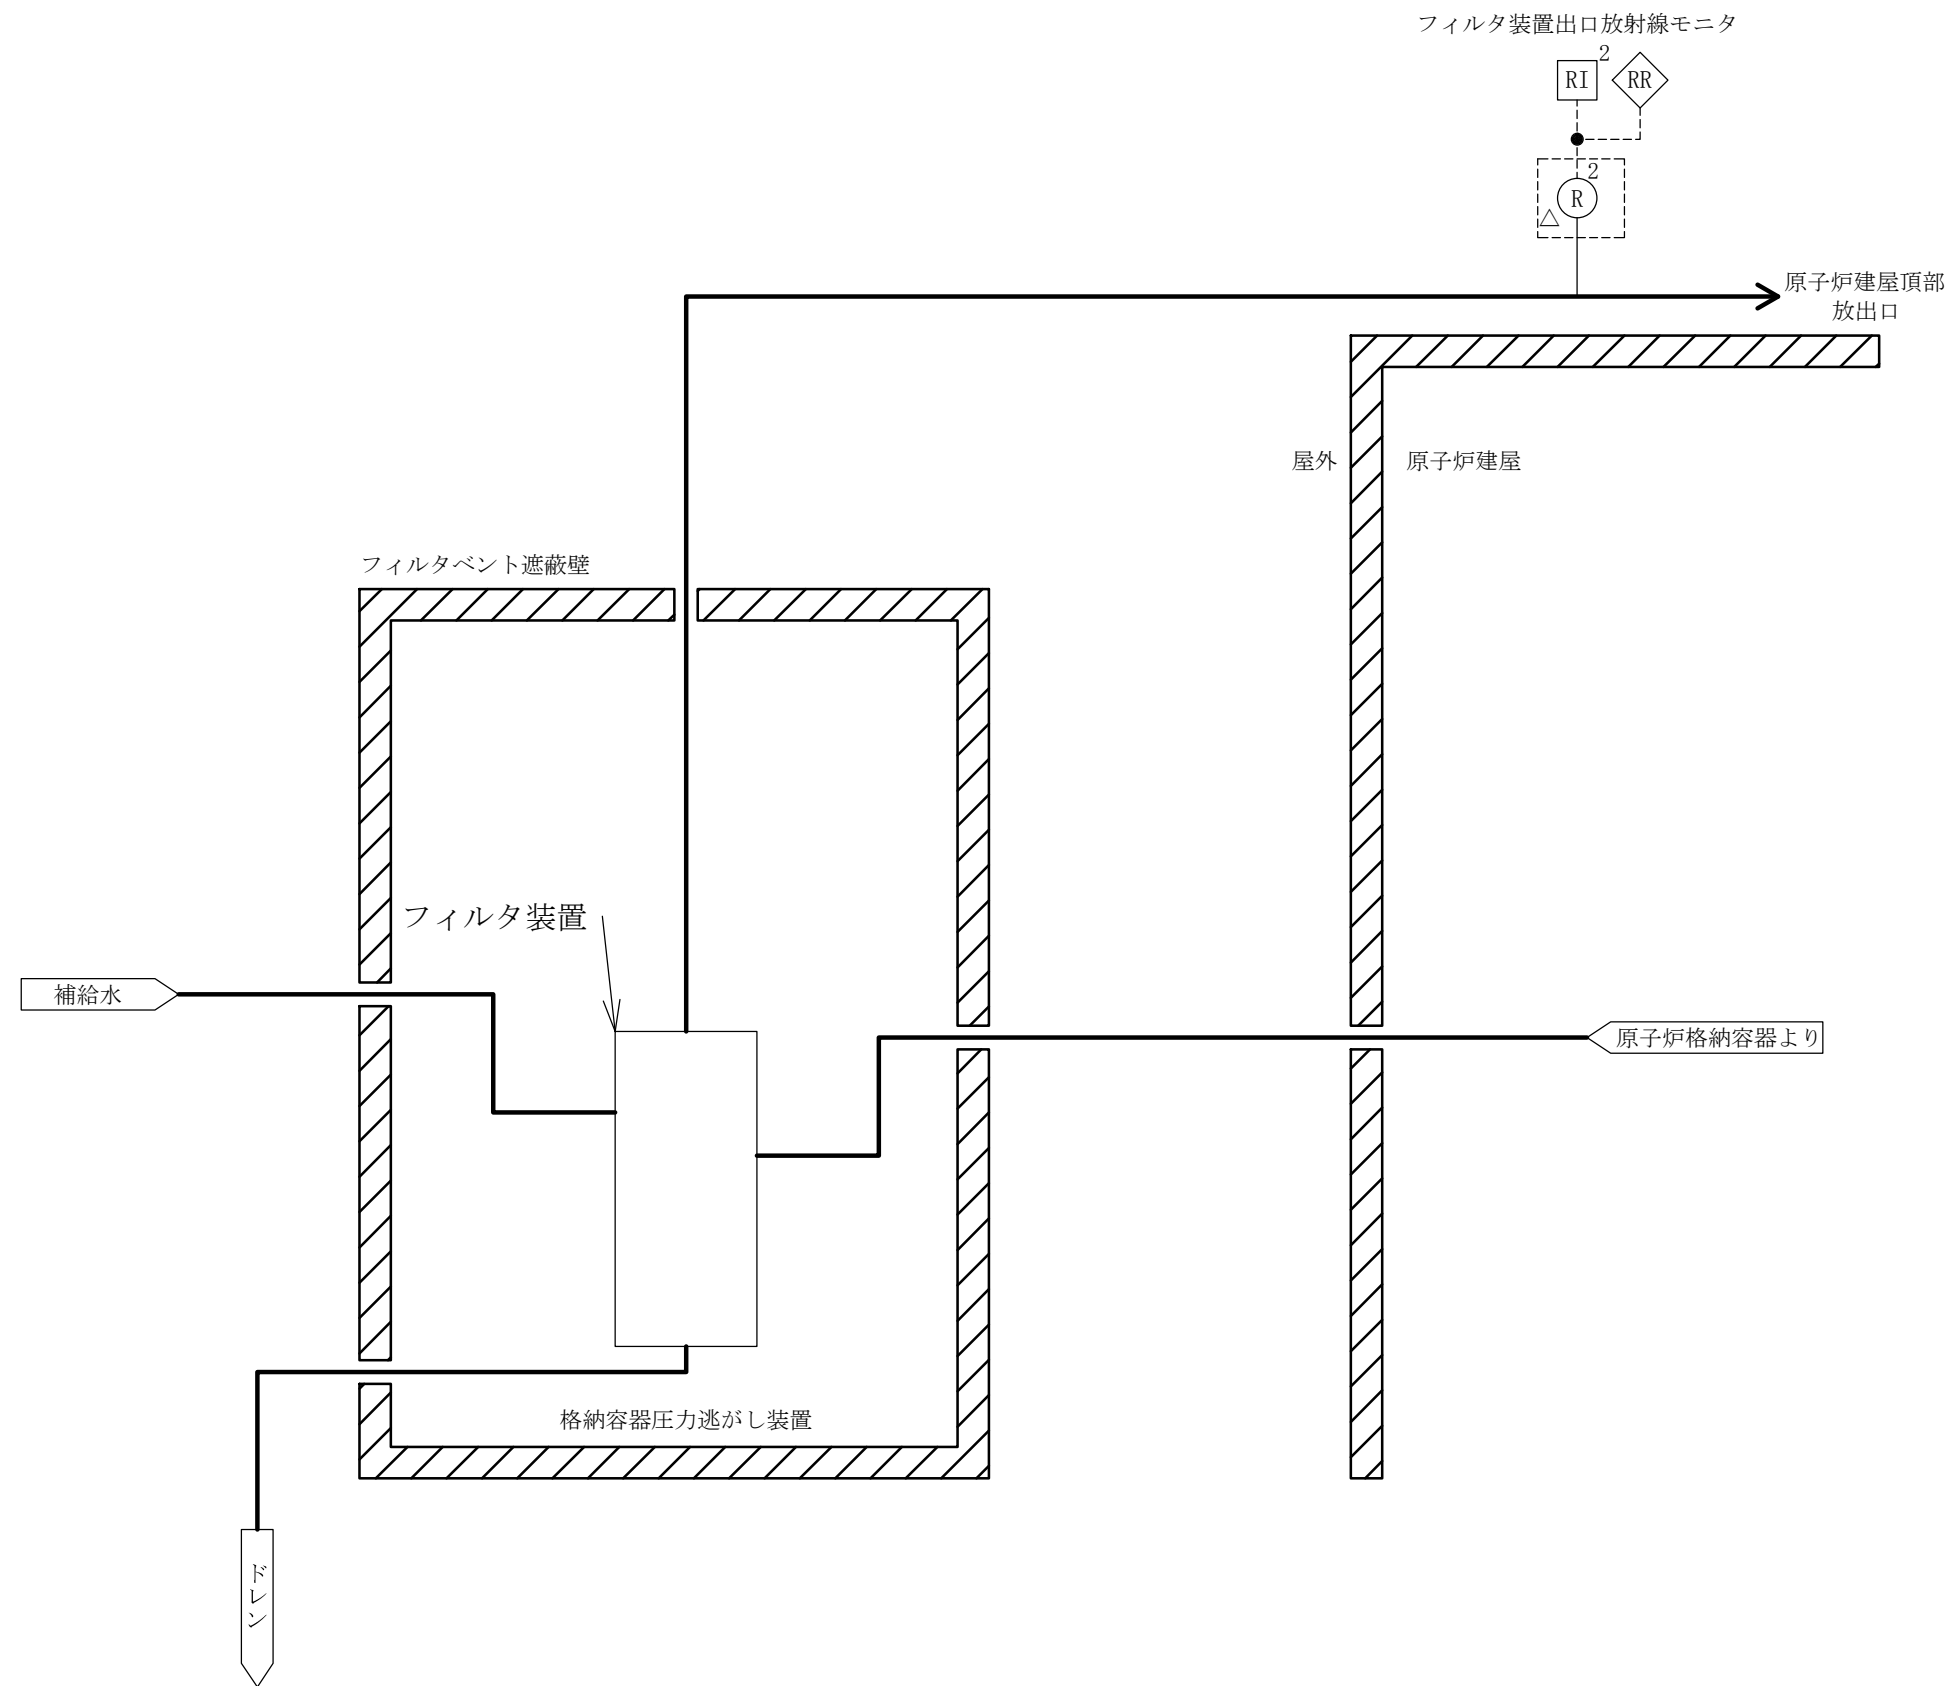 フィルタ装置出口放射線モニタ
2
RI
RR
2
R
原子炉建屋頂部
放出口
屋外
原子炉建屋
フィルタベント遮蔽壁
フィルタ装置
補給水
原子炉格納容器より
格納容器圧力逃がし装置
ドレン